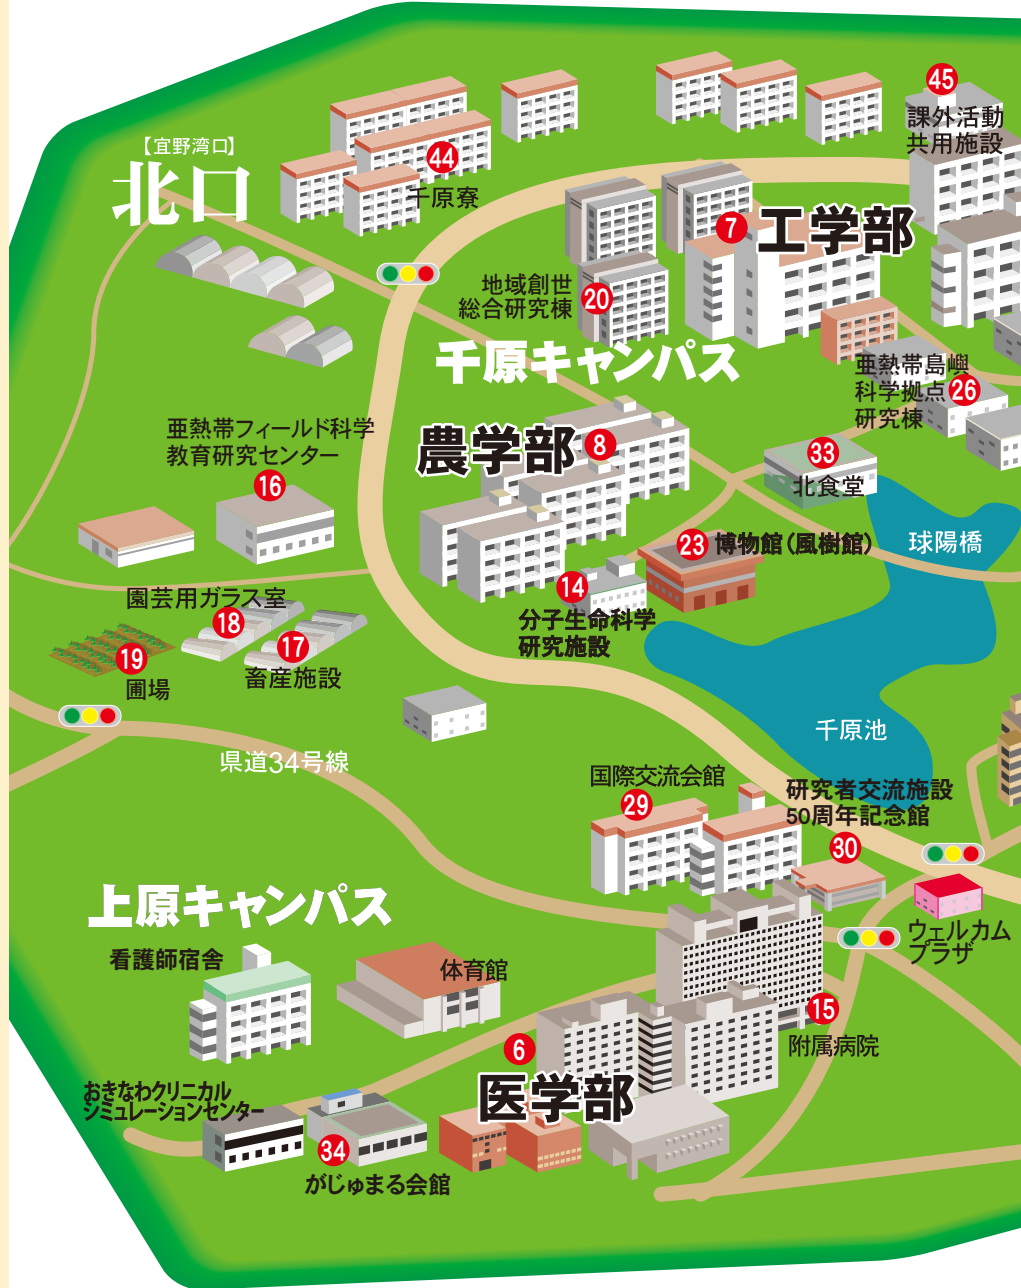 45
課外活動
共用施設
【宜野湾口】
北口
44
千原寮
7
工学部
地域創世
総合研究棟
20
千原キャンパス
亜熱帯島嶼
科学拠点
研究棟
26
亜熱帯フィールド科学
教育研究センター
16
農学部
8
33
北食堂
23
博物館(風樹館)
球陽橋
14
分子生命科学
研究施設
園芸用ガラス室
18
17
畜産施設
19
圃場
県道34号線
千原池
国際交流会館
29
研究者交流施設
50周年記念館
30
上原キャンパス
看護師宿舎
体育館
ウェルカム
プラザ
15
附属病院
6
医学部
おきなわクリニカル
シミュレーションセンター
34
がじゅまる会館